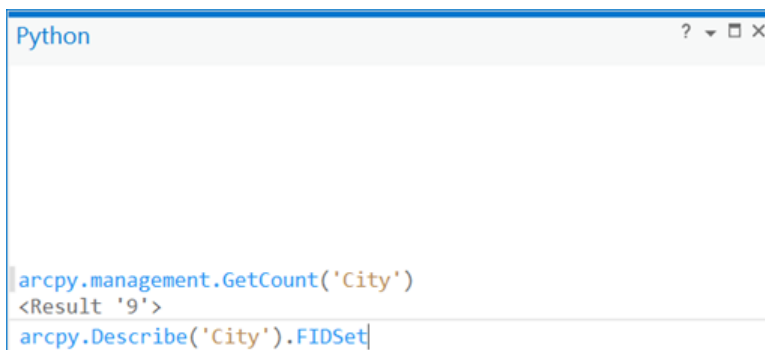 Python
?
arcpy.management.GetCount('City')
<Result '9'>
arcpy.Describe('City').FIDSet